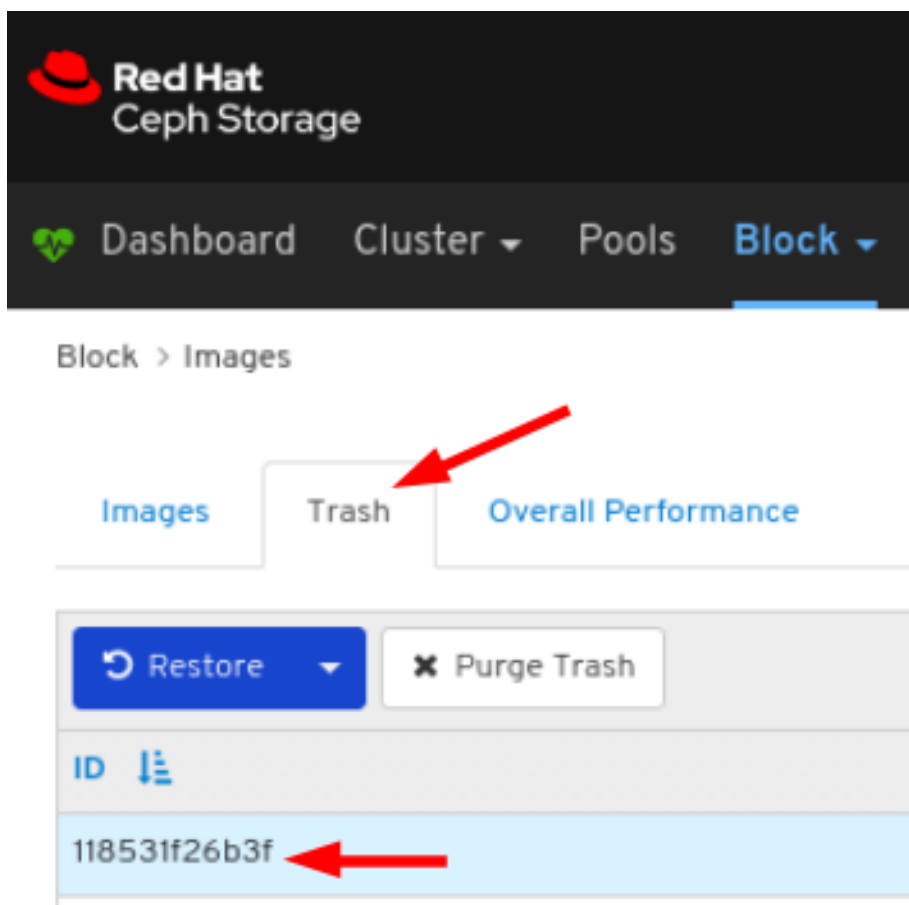 Red Hat
Ceph Storage
Dashboard Cluster Pools Block
Block > Images
Images Trash Overall Performance
Restore Purge Trash
ID
118531f26b3f